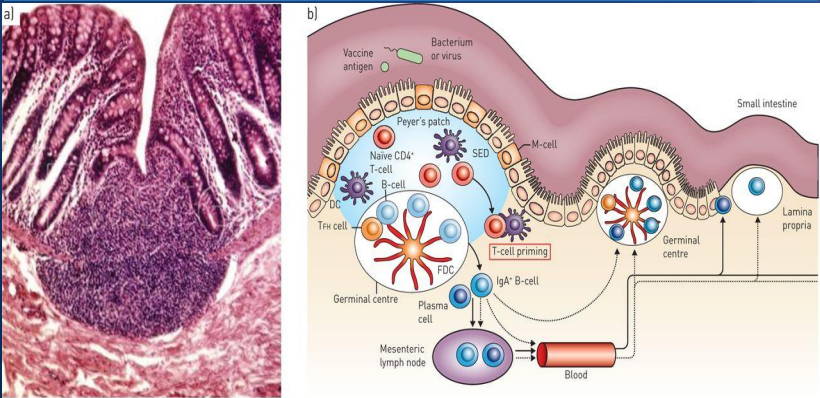 a)
b)
Vaccine
antigen
Bacterium
or virus
Small intestine
Peyer's patch
M-cell
Naïve CD4+
T-cell
SED
B-cell
DC
TFH cell
FDC
T-cell priming
Germinal
centre
Lamina
propria
Germinal centre
IgA+ B-cell
Plasma
cell
Mesenteric
lymph node
Blood